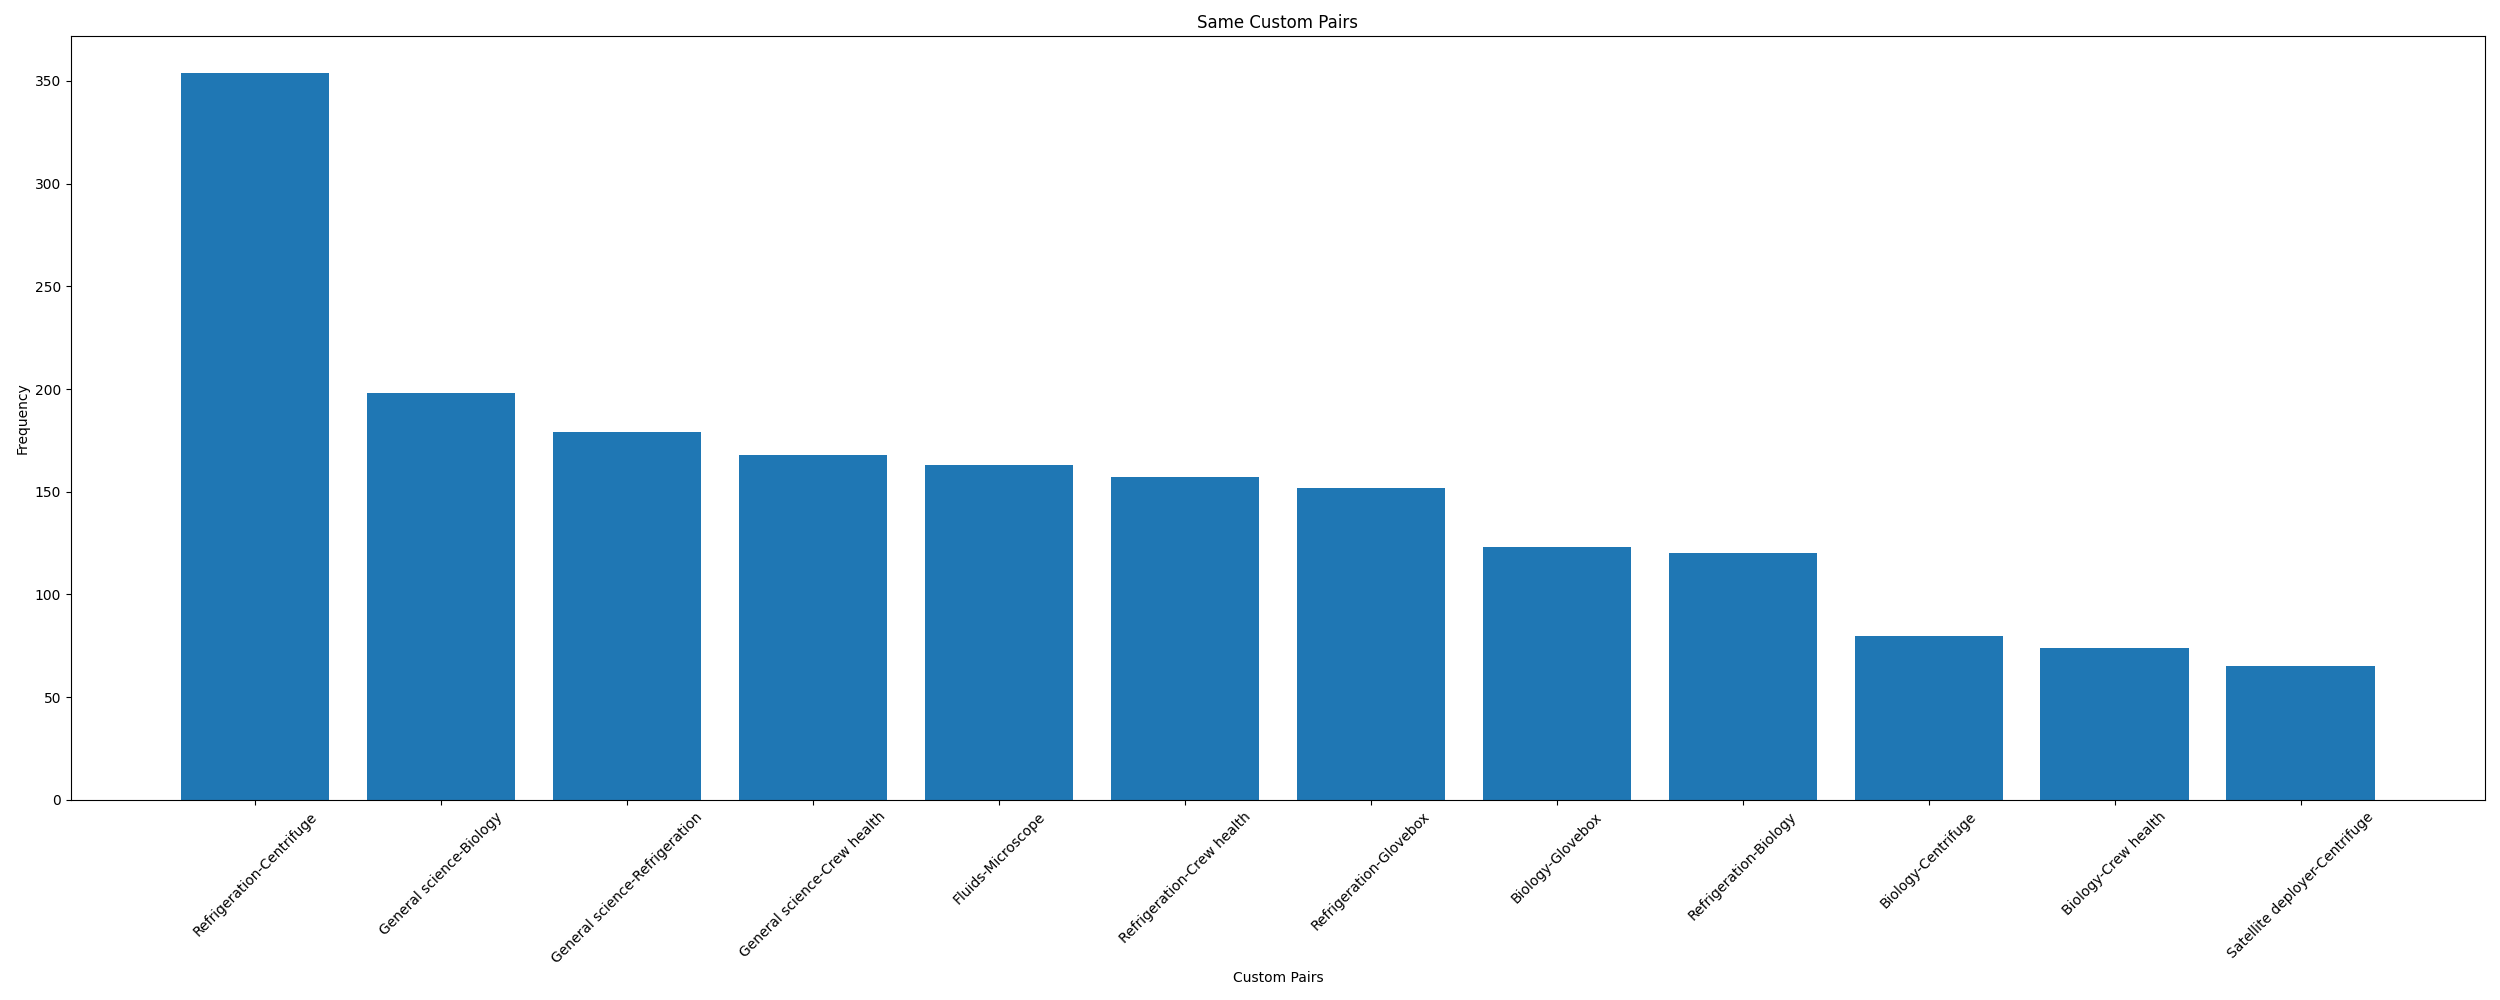 Same Custom Pairs
Frequency
350
300
250
200
150
100
50
0
Refrigeration-Centrifuge
General science-Biology
General science-Refrigeration
General science-Crew health
Fluids-Microscope
Refrigeration-Crew health
Refrigeration-Glovebox
Biology-Glovebox
Refrigeration-Biology
Biology-Centrifuge
Biology-Crew health
Satellite deployer-Centrifuge
Custom Pairs